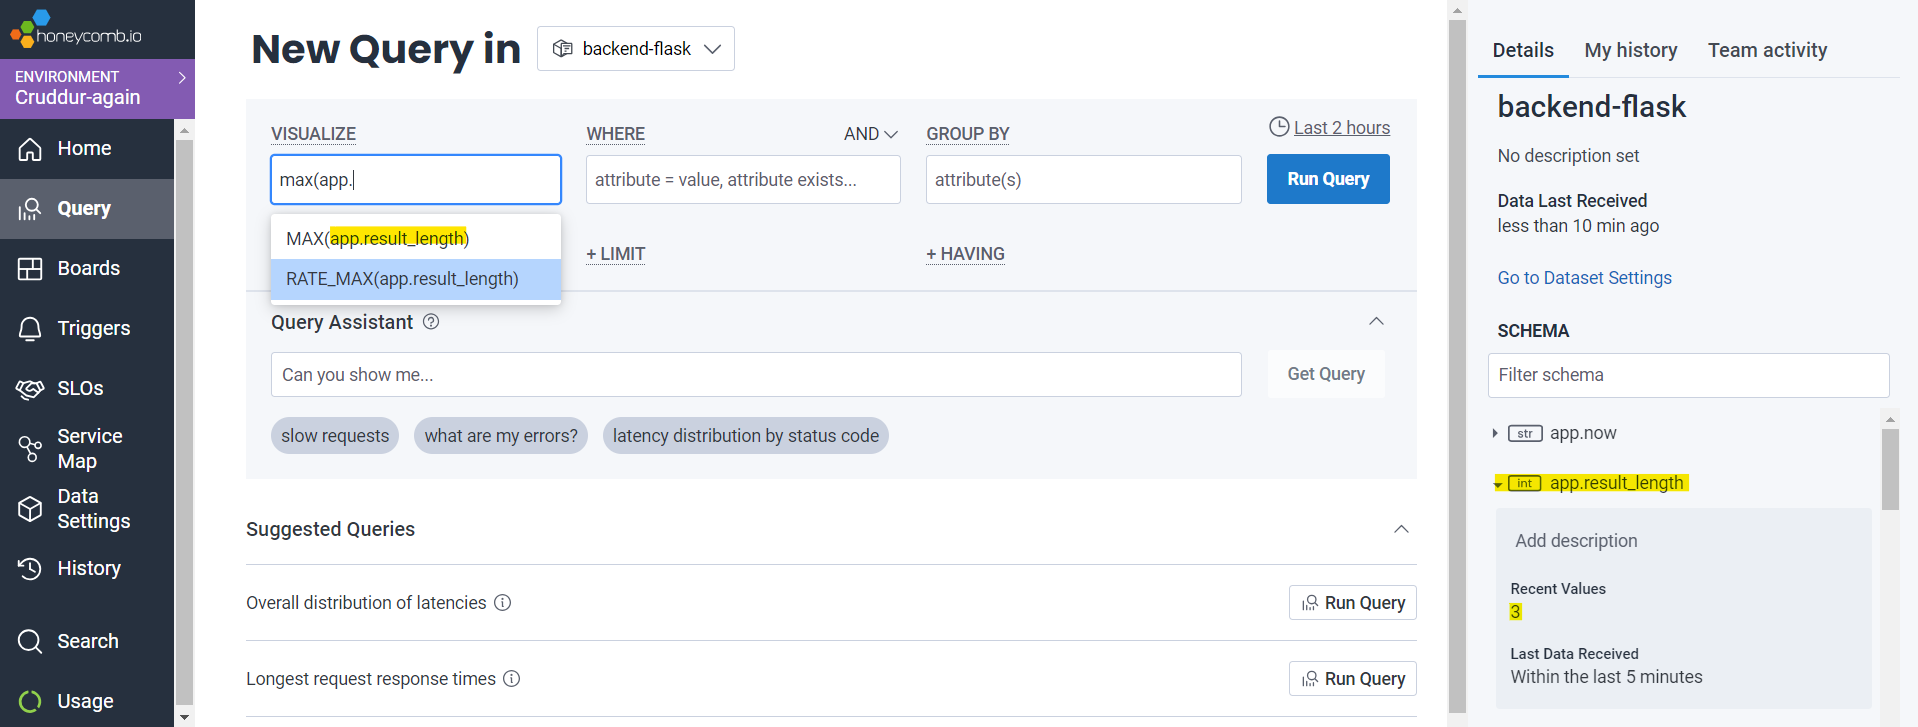 honeycomb.io
ENVIRONMENT
Cruddur-again
Home
Query
Boards
Triggers
SLOs
Service
Map
Data
Settings
History
Search
Usage
New Query in
backend-flask
VISUALIZE
WHERE
AND
GROUP BY
Last 2 hours
max(app.
attribute = value, attribute exists...
attribute(s)
Run Query
MAX(app.result_length)
RATE_MAX(app.result_length)
+ LIMIT
+ HAVING
Query Assistant ?
Can you show me...
Get Query
slow requests
what are my errors?
latency distribution by status code
Suggested Queries
Overall distribution of latencies
Run Query
Longest request response times
Run Query
Details
My history
Team activity
backend-flask
No description set
Data Last Received
less than 10 min ago
Go to Dataset Settings
SCHEMA
Filter schema
str app.now
int app.result_length
Add description
Recent Values
3
Last Data Received
Within the last 5 minutes